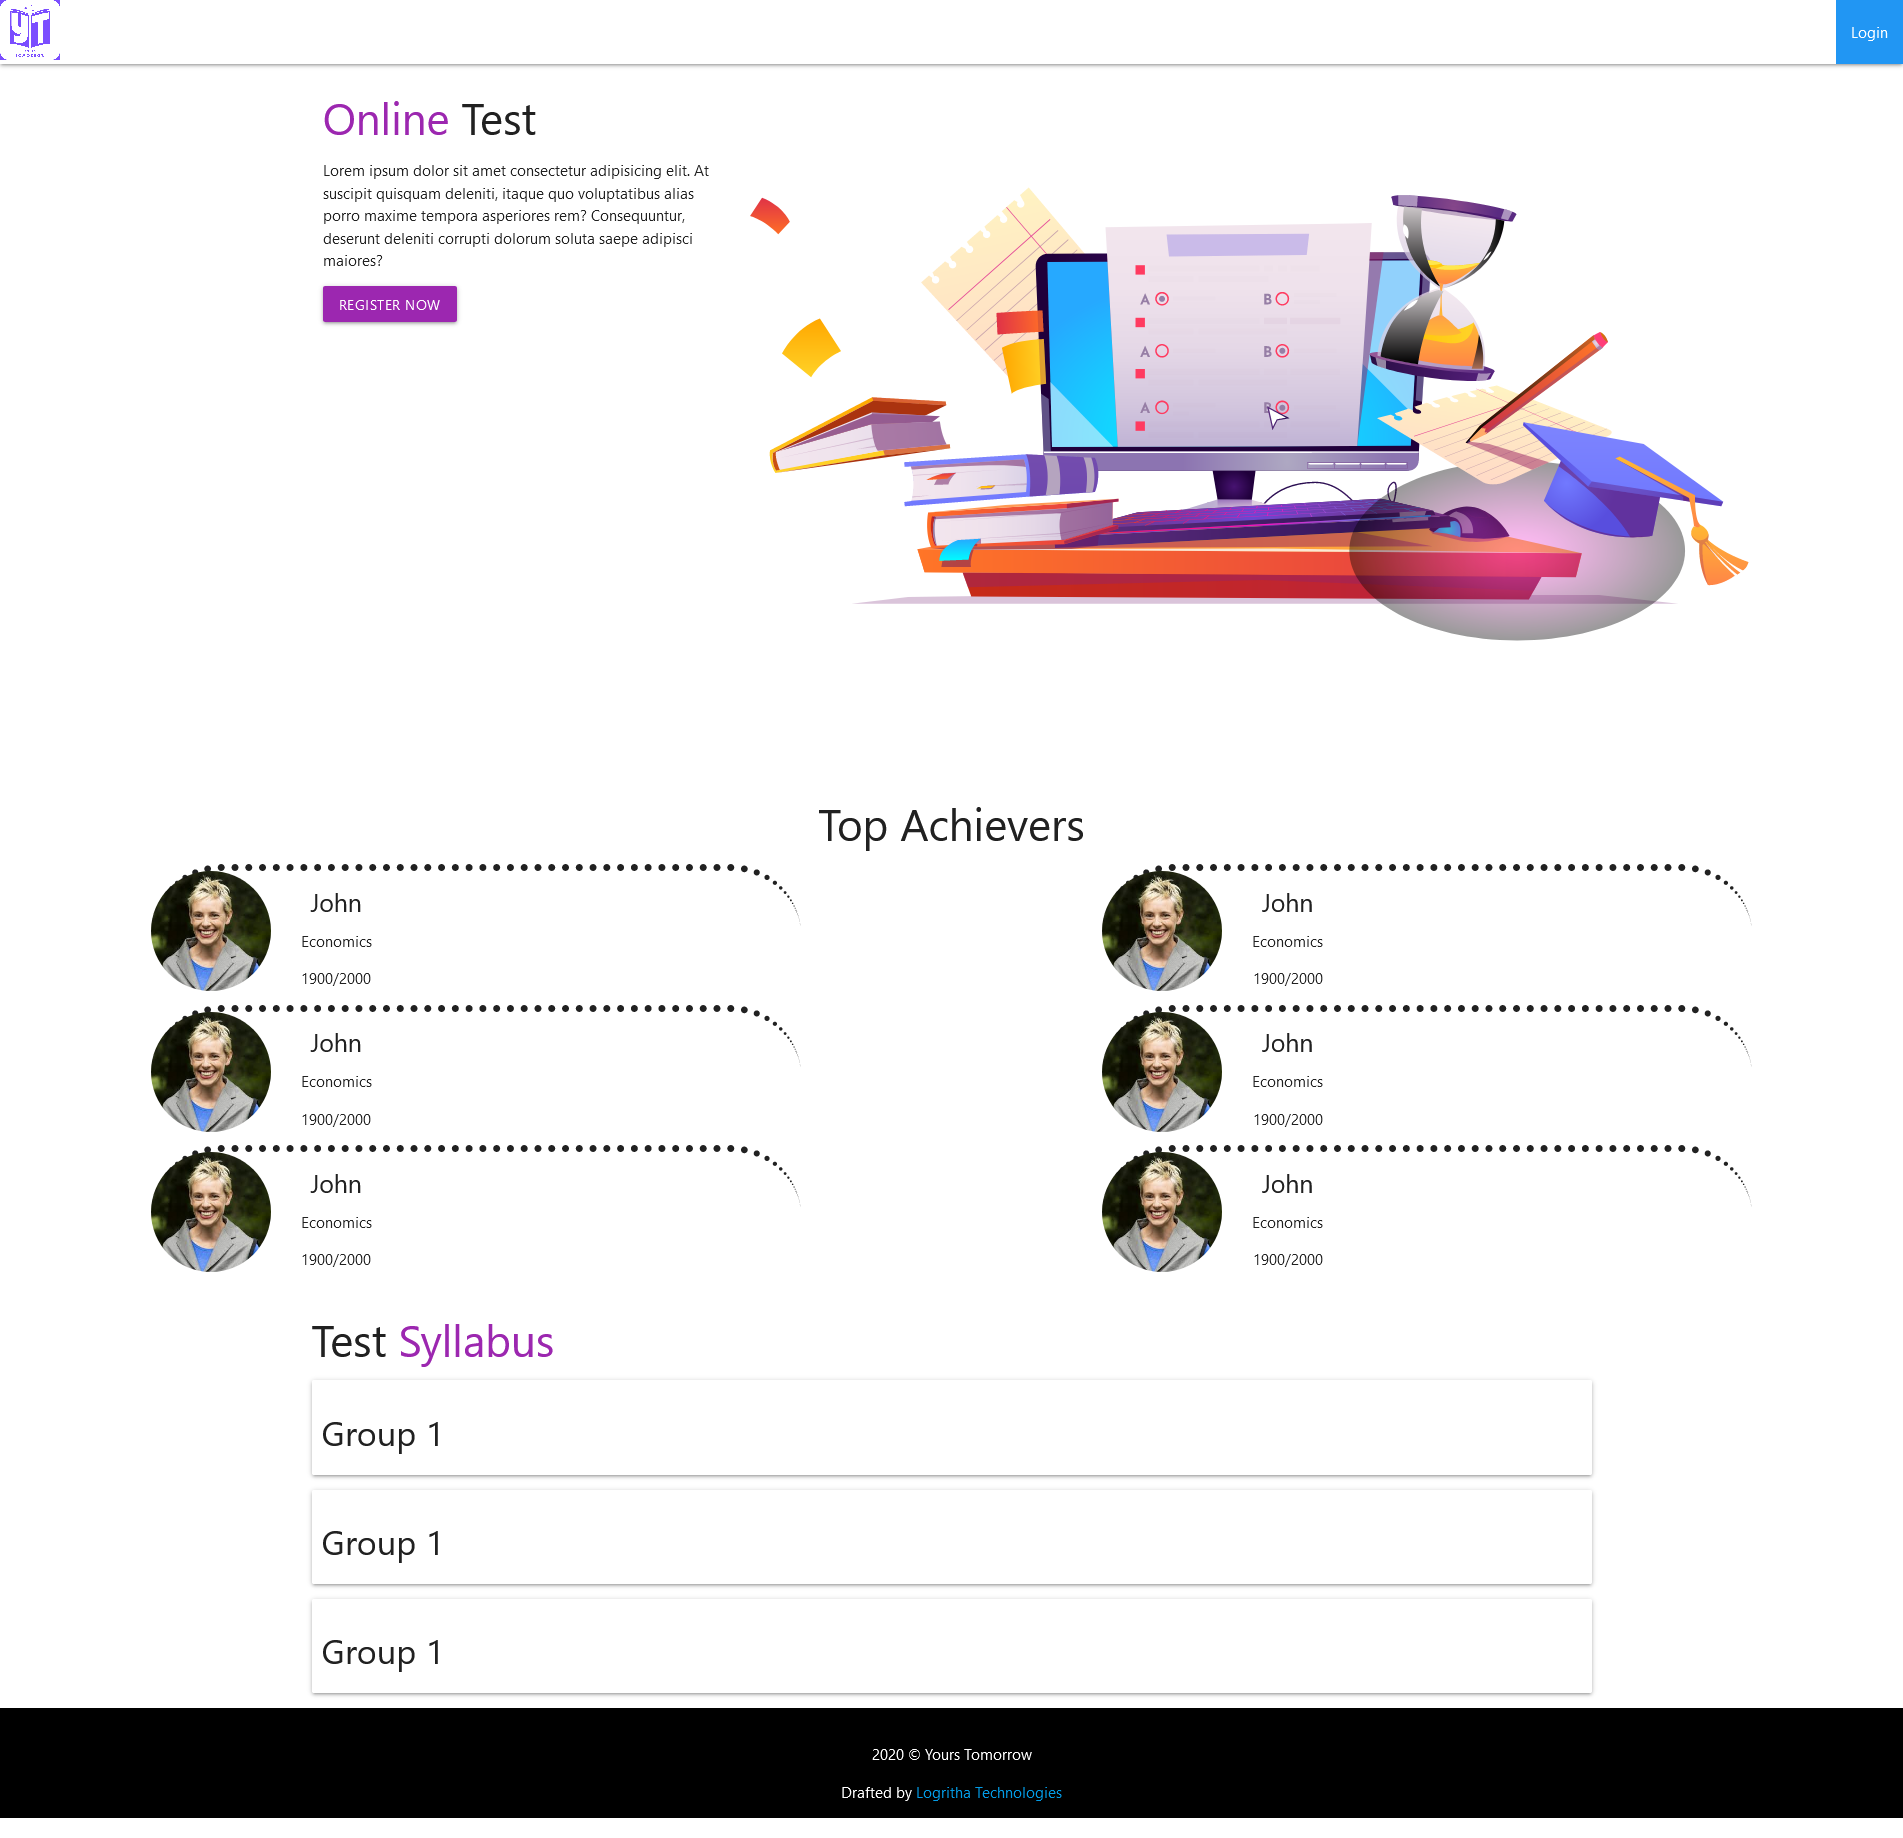 YT
Login
Online Test
Lorem ipsum dolor sit amet consectetur adipisicing elit. At
suscipit quisquam deleniti, itaque quo voluptatibus alias
porro maxime tempora asperiores rem? Consequuntur,
deserunt deleniti corrupti dolorum soluta saepe adipisci
maiores?
REGISTER NOW
A B
A B
A B
Top Achievers
John
Economics
1900/2000
John
Economics
1900/2000
John
Economics
1900/2000
John
Economics
1900/2000
John
Economics
1900/2000
John
Economics
1900/2000
Test Syllabus
Group 1
Group 1
Group 1
2020 © Yours Tomorrow
Drafted by Logritha Technologies